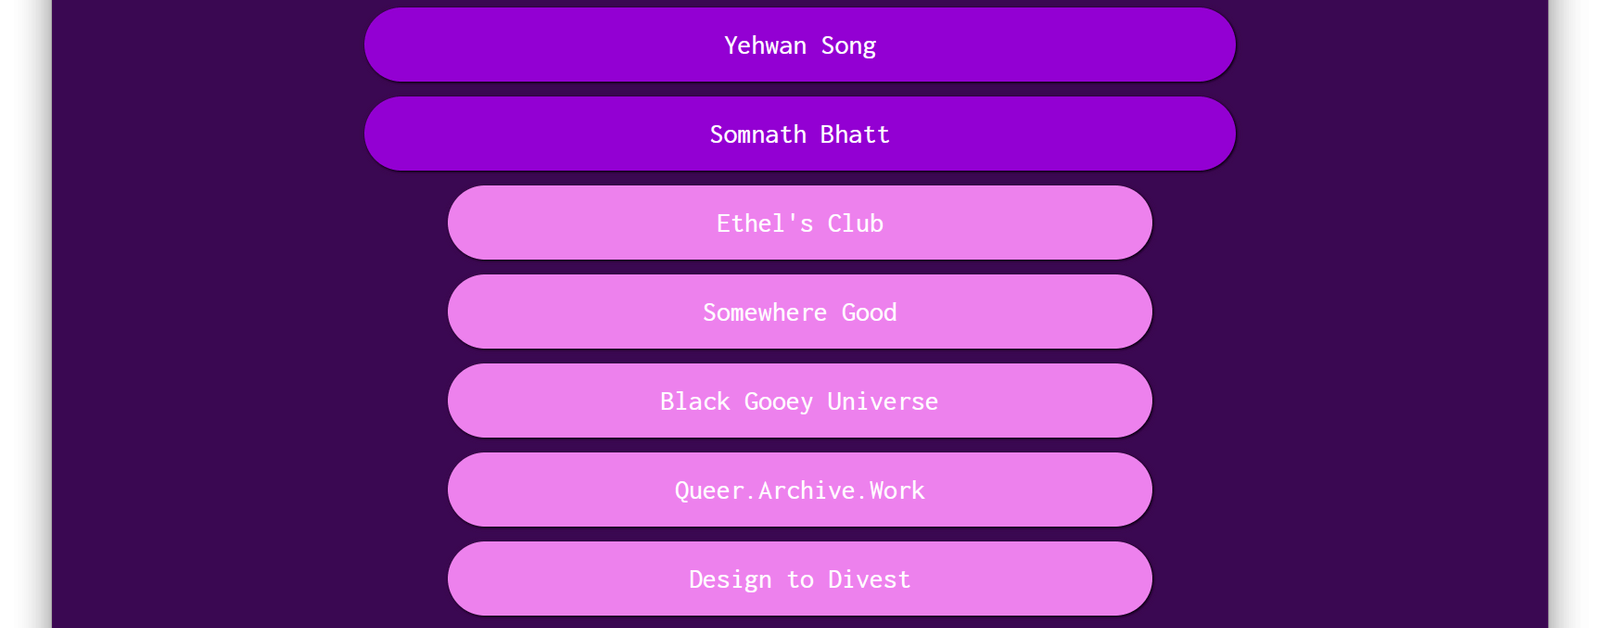 Yehwan Song
Somnath Bhatt
Ethel's Club
Somewhere Good
Black Gooey Universe
Queer.Archive.Work
Design to Divest